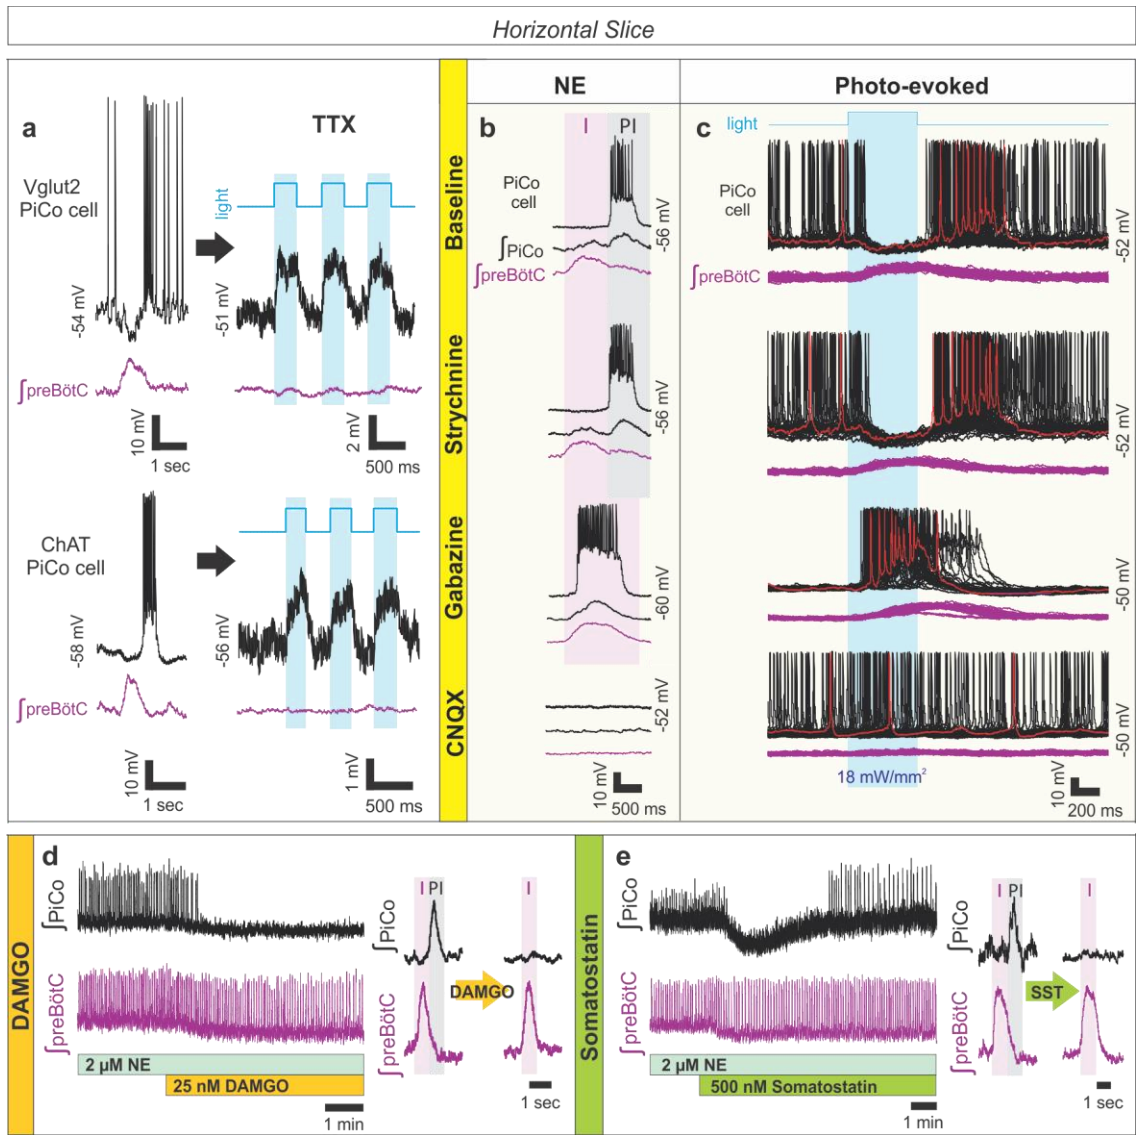 Horizontal Slice
a
TTX
Vglut2
PiCo cell
light
-54 mV
-51 mV
∫preBötC
10 mV
1 sec
2 mV
500 ms
ChAT
PiCo cell
-58 mV
-56 mV
∫preBötC
10 mV
1 sec
1 mV
500 ms
Baseline
Strychnine
Gabazine
CNQX
NE
b
I
PI
PiCo
cell
∫PiCo
∫preBötC
-56 mV
-56 mV
-60 mV
-52 mV
10 mV
500 ms
Photo-evoked
c
light
PiCo
cell
∫preBötC
-52 mV
-52 mV
-50 mV
-50 mV
18 mW/mm²
10 mV
200 ms
DAMGO
d
∫PiCo
∫preBötC
2 µM NE
25 nM DAMGO
1 min
I PI
I
∫PiCo
DAMGO
∫preBötC
1 sec
Somatostatin
e
∫PiCo
∫preBötC
2 µM NE
500 nM Somatostatin
1 min
I PI
I
∫PiCo
SST
∫preBötC
1 sec